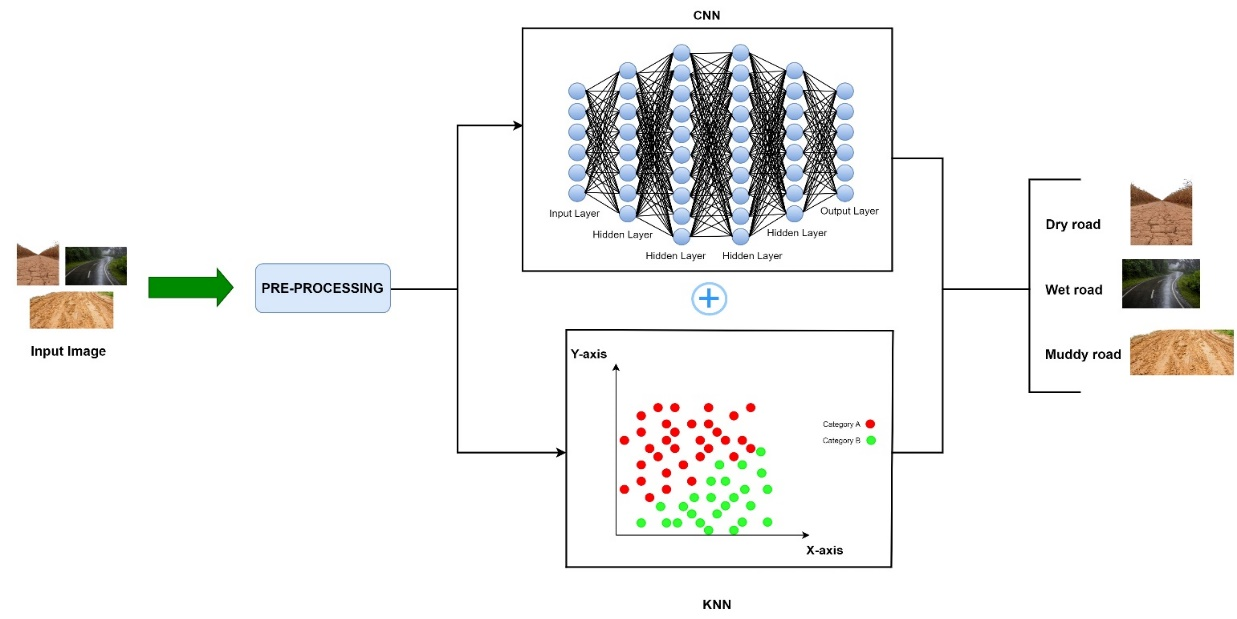 CNN
Input Layer
Hidden Layer
Hidden Layer
Hidden Layer
Hidden Layer
Output Layer
Input Image
PRE-PROCESSING
Y-axis
Category A
Category B
X-axis
KNN
Dry road
Wet road
Muddy road